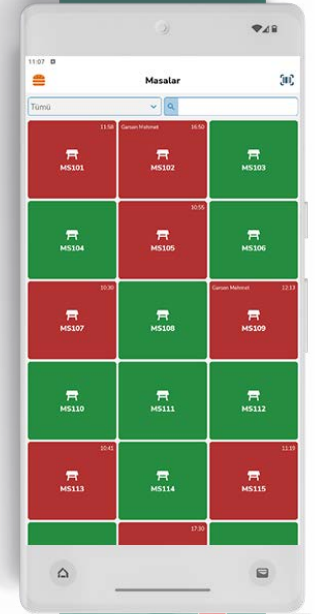 11:07
Masalar
Tümü
11:58
MS101
Garson Mehmet 16:50
MS102
MS103
MS104
10:55
MS105
MS106
10:30
MS107
MS108
Garson Mehmet 12:13
MS109
MS110
MS111
MS112
10:41
MS113
MS114
11:19
MS115
17:30